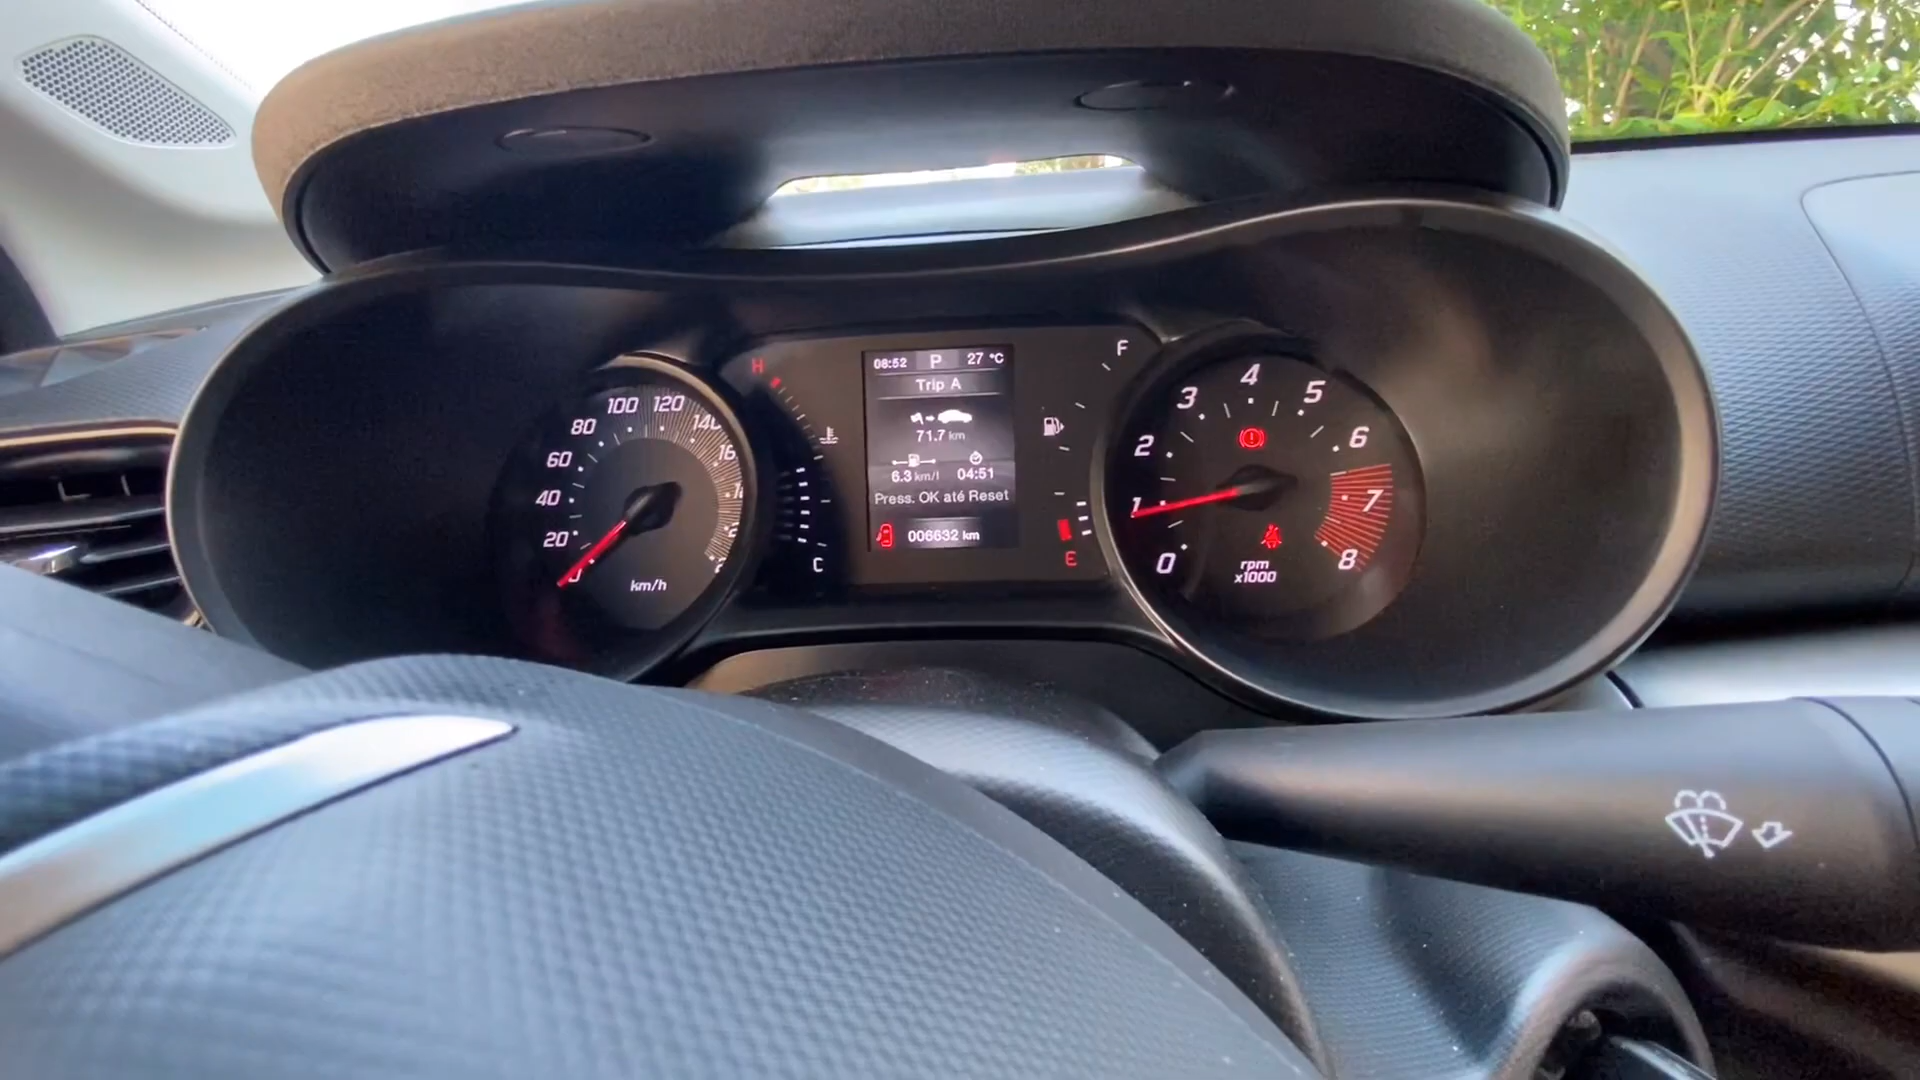 08:52 P 27 °C
Trip A
71.7 km
6.3 km/l 04:51
Press. OK até Reset
006632 km
H
C
F
E
20
40
60
80
100
120
140
km/h
0
1
2
3
4
5
6
7
8
rpm
x1000